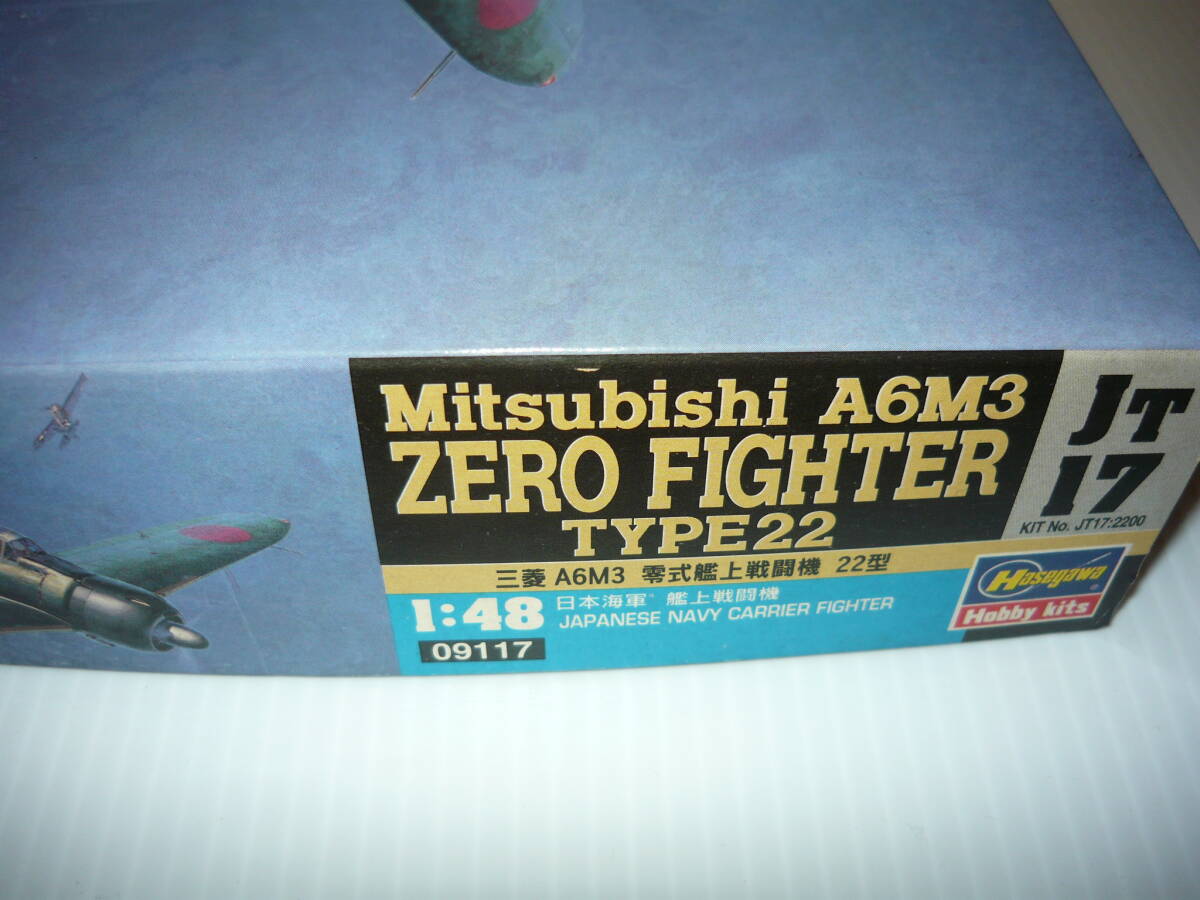 Mitsubishi A6M3
ZERO FIGHTER
TYPE22
三菱 A6M3 零式艦上戦闘機 22型
1:48
日本海軍 艦上戦闘機
JAPANESE NAVY CARRIER FIGHTER
09117
JT
17
KIT No. JT17:2200
Hasegawa
Hobby kits